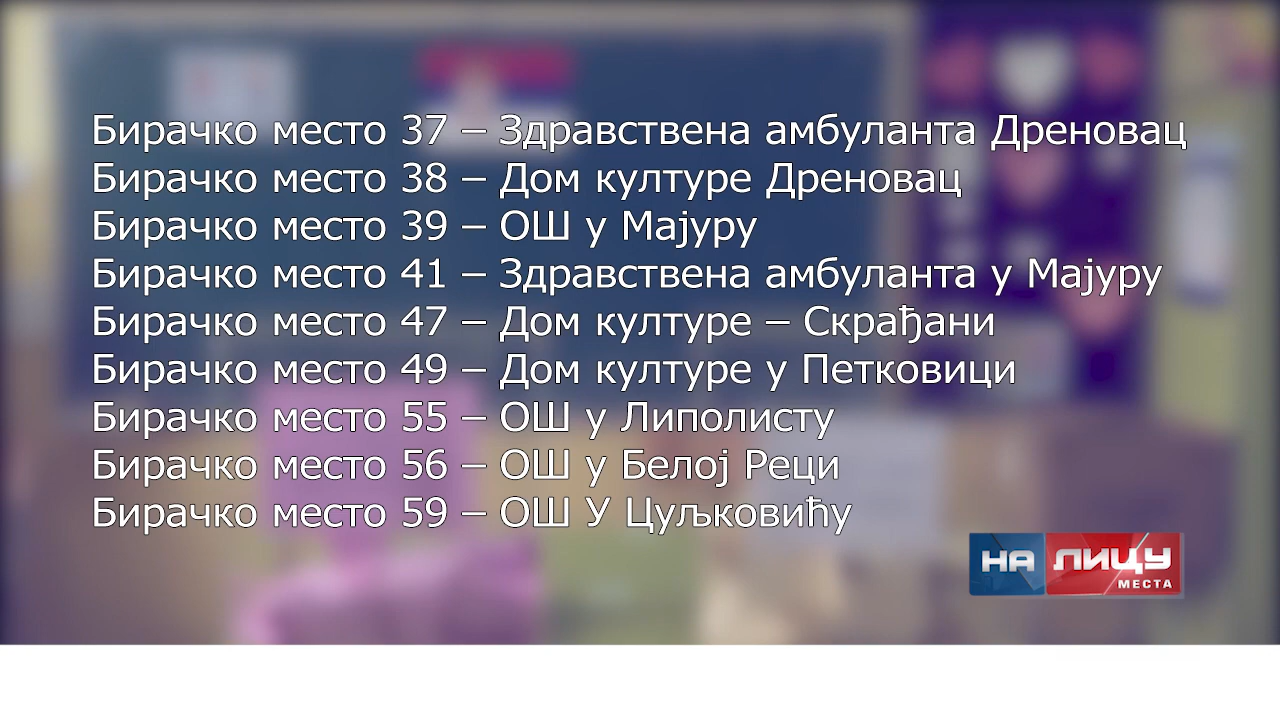 Бирачко место 37 – Здравствена амбуланта Дреновац
Бирачко место 38 – Дом културе Дреновац
Бирачко место 39 – ОШ у Мајуру
Бирачко место 41 – Здравствена амбуланта у Мајуру
Бирачко место 47 – Дом културе – Скрађани
Бирачко место 49 – Дом културе у Петковици
Бирачко место 55 – ОШ у Липолисту
Бирачко место 56 – ОШ у Белој Реци
Бирачко место 59 – ОШ У Цуљковићу
НА ЛИЦУ
МЕСТА